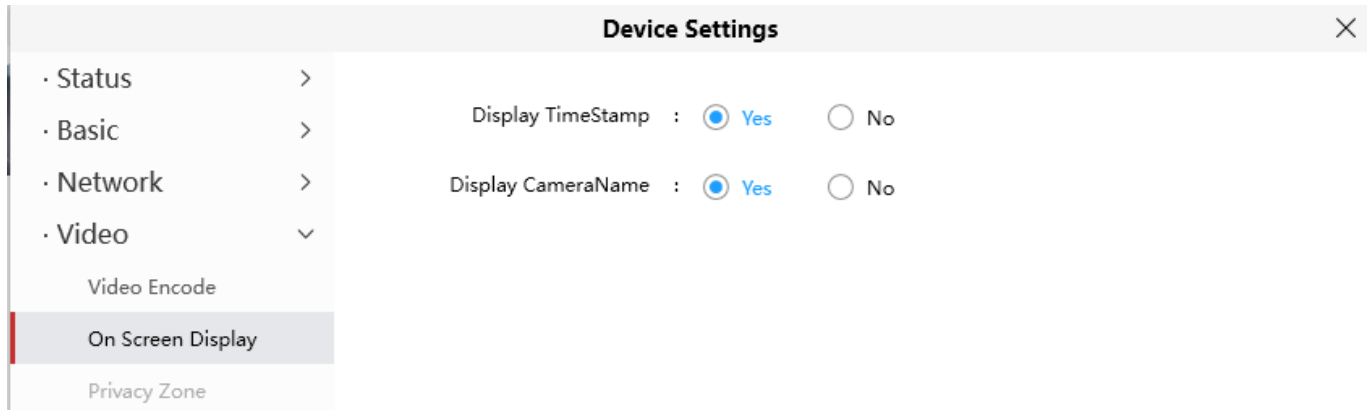 Device Settings
· Status
· Basic
· Network
· Video
Video Encode
On Screen Display
Privacy Zone
Display TimeStamp : Yes No
Display CameraName : Yes No